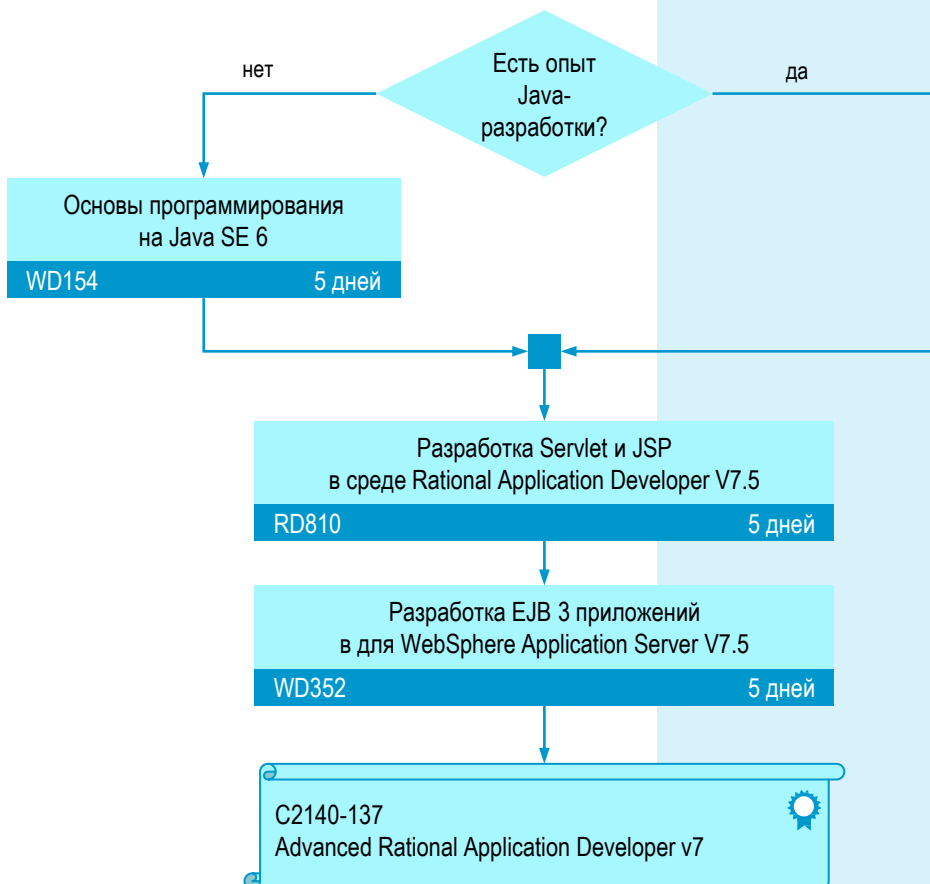 Есть опыт
Java-
разработки?
нет
да
Основы программирования
на Java SE 6
WD154 5 дней
Разработка Servlet и JSP
в среде Rational Application Developer V7.5
RD810 5 дней
Разработка EJB 3 приложений
в для WebSphere Application Server V7.5
WD352 5 дней
C2140-137
Advanced Rational Application Developer v7